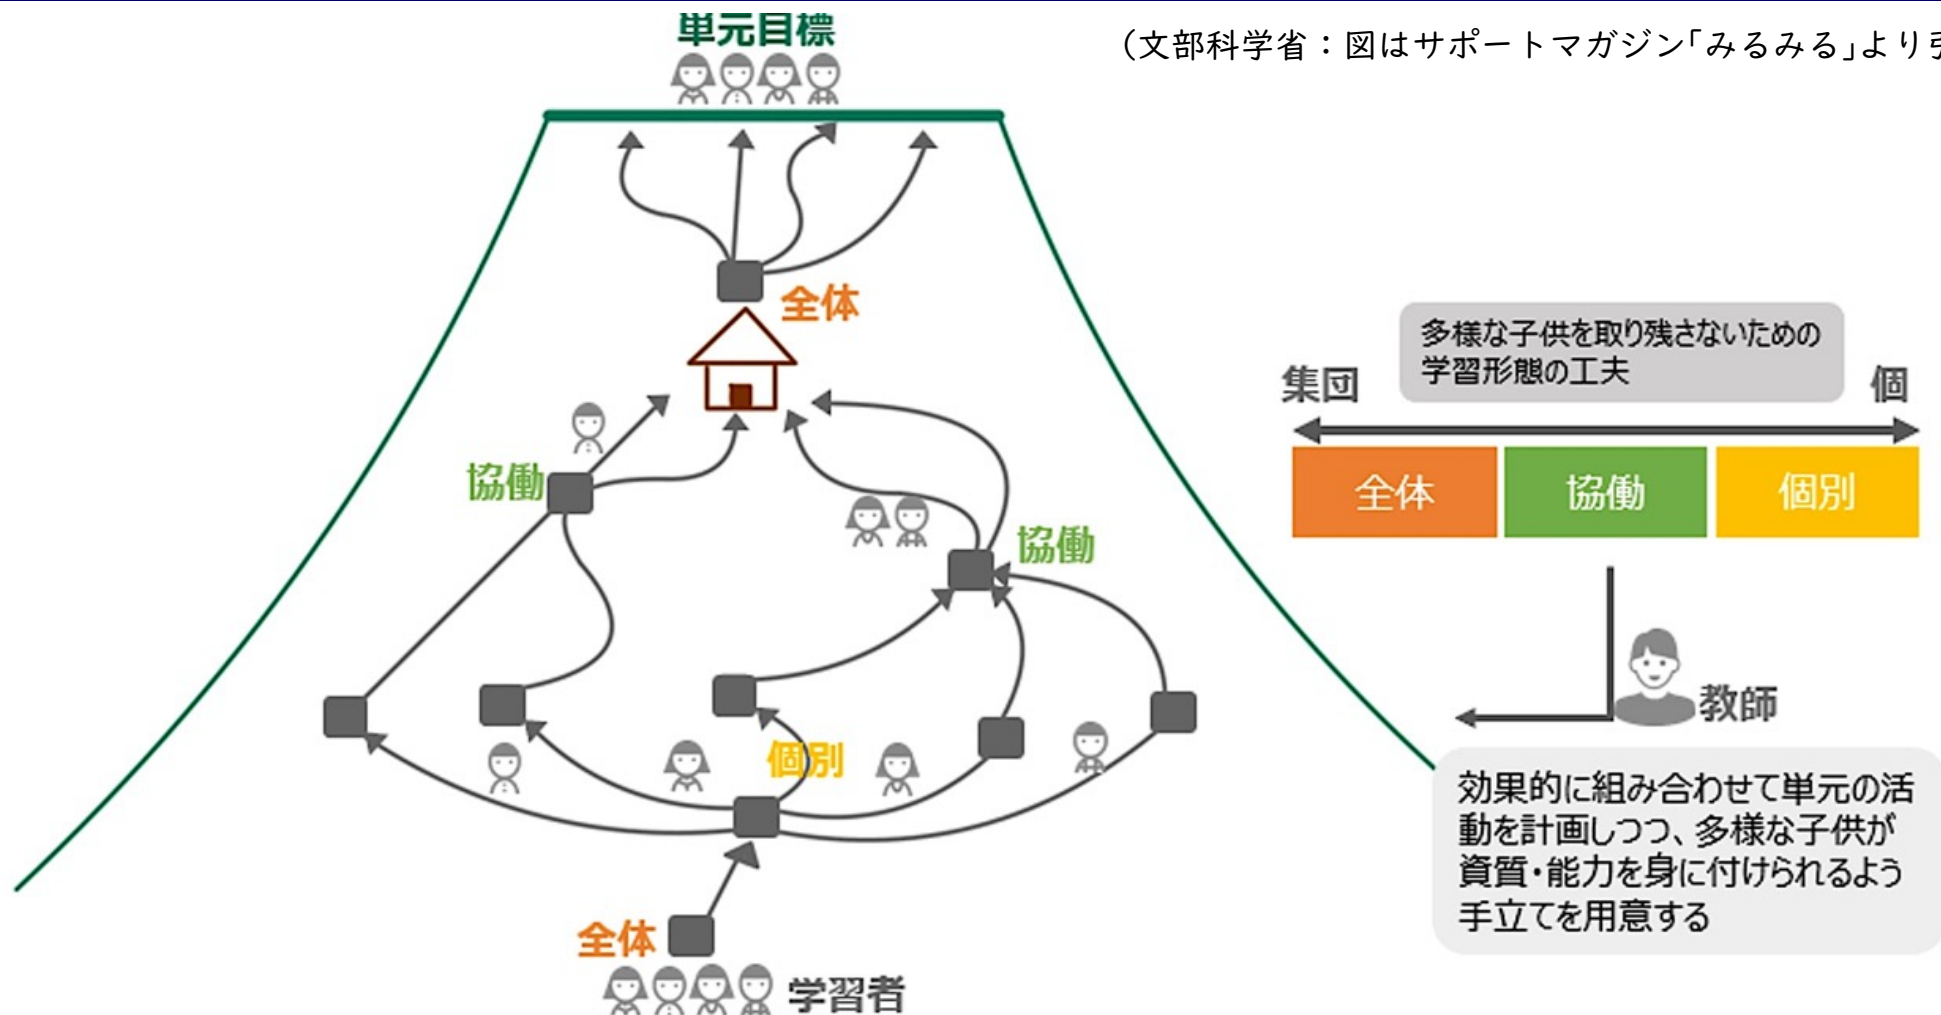 単元目標
（文部科学省：図はサポートマガジン「みるみる」より
全体
協働
協働
個別
全体
学習者
多様な子供を取り残さないための
学習形態の工夫
集団
個
全体
協働
個別
教師
効果的に組み合わせて単元の活
動を計画しつつ、多様な子供が
資質・能力を身に付けられるよう
手立てを用意する